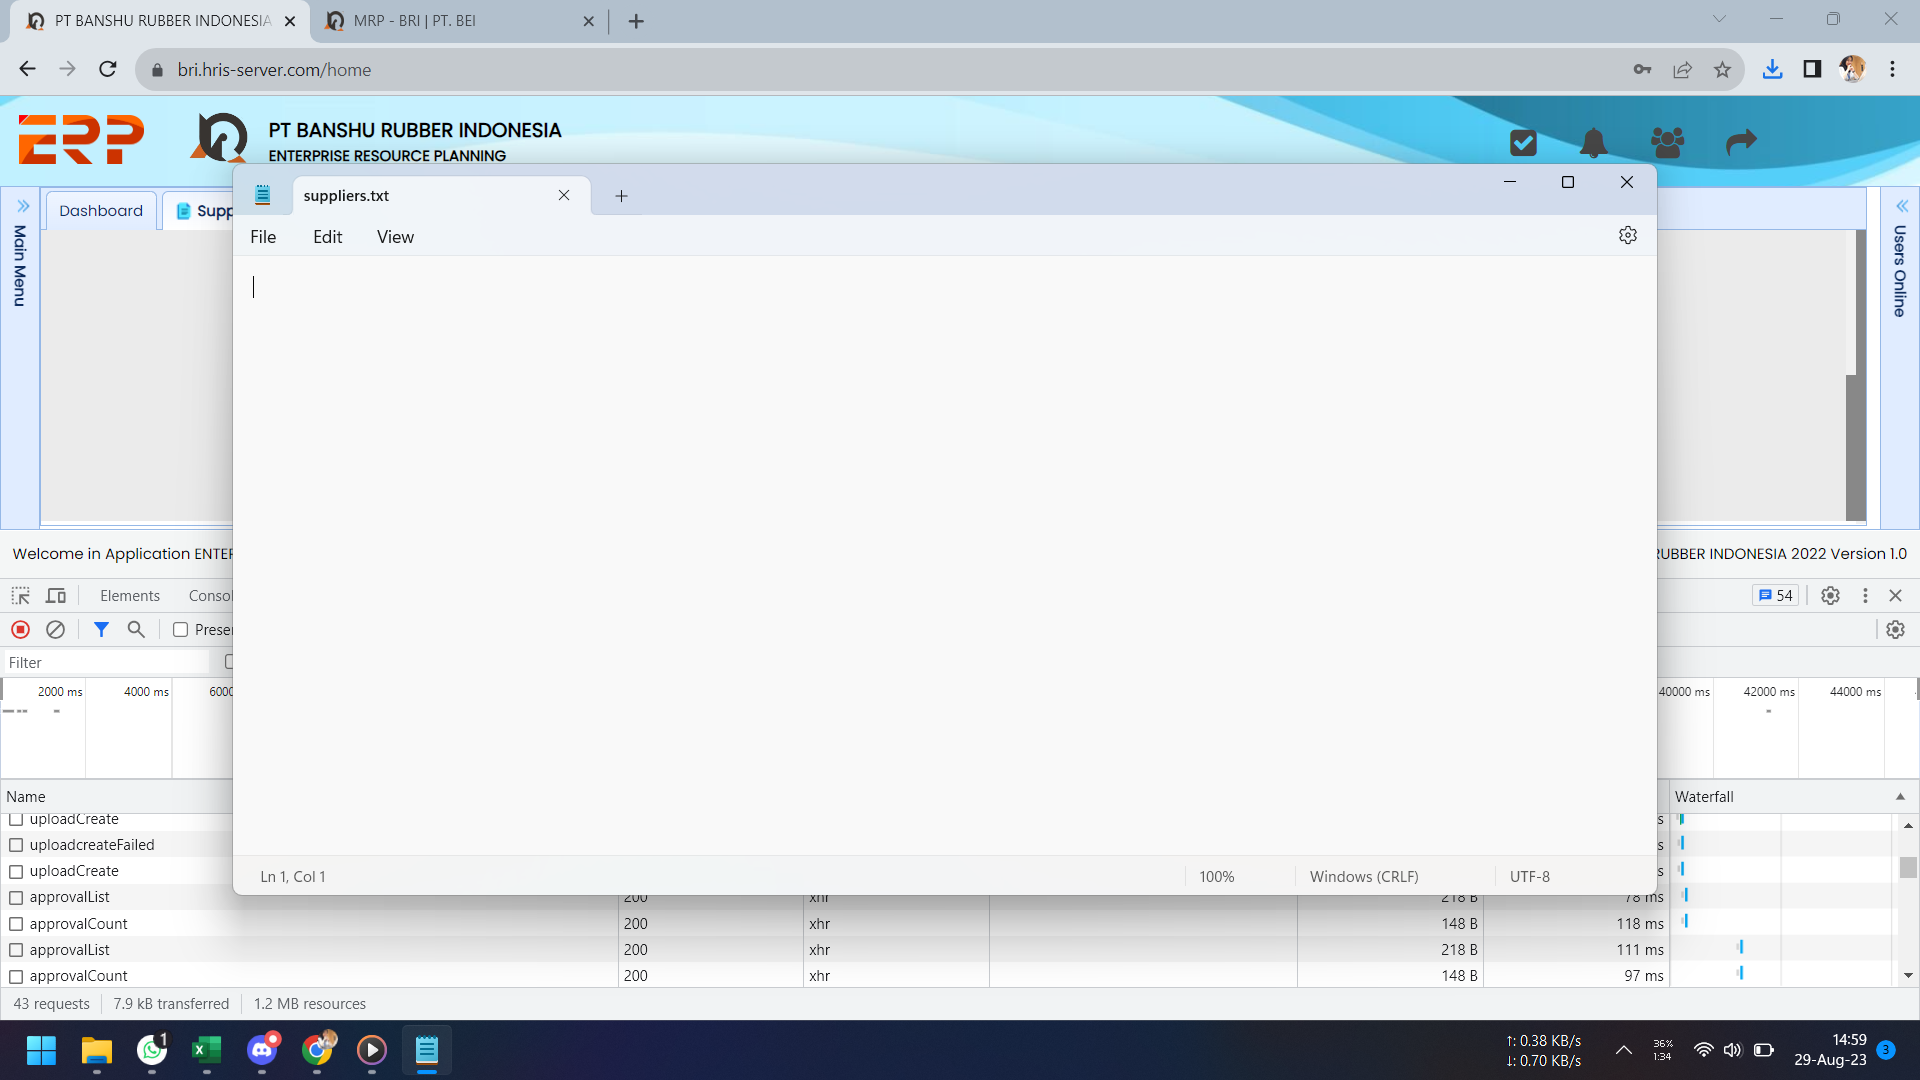 PT BANSHU RUBBER INDONESIA
MRP - BRI | PT. BEI
bri.hris-server.com/home
ERP
PT BANSHU RUBBER INDONESIA
ENTERPRISE RESOURCE PLANNING
Dashboard
Supp
Main Menu
Users Online
suppliers.txt
File
Edit
View
Ln 1, Col 1
100%
Windows (CRLF)
UTF-8
Welcome in Application ENTER
RUBBER INDONESIA 2022 Version 1.0
Elements
Consol
54
Preser
Filter
2000 ms
4000 ms
6000
40000 ms
42000 ms
44000 ms
Name
Waterfall
uploadCreate
uploadcreateFailed
uploadCreate
approvalList 200 xhr 218 B 78 ms
approvalCount 200 xhr 148 B 118 ms
approvalList 200 xhr 218 B 111 ms
approvalCount 200 xhr 148 B 97 ms
43 requests
7.9 kB transferred
1.2 MB resources
1
↑: 0.38 KB/s
↓: 0.70 KB/s
36%
1:34
14:59
29-Aug-23
3